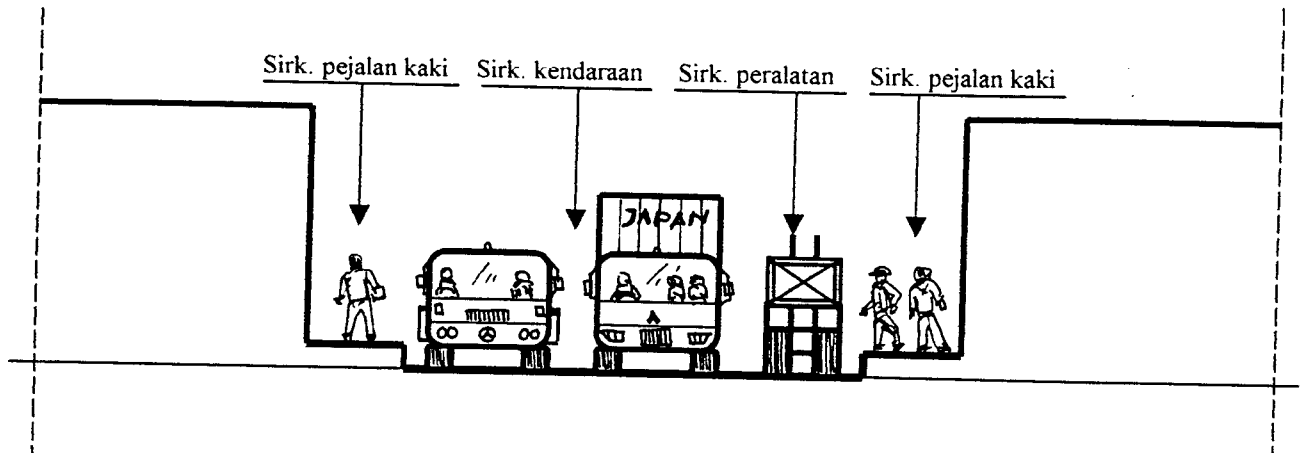 Sirk. pejalan kaki
Sirk. kendaraan
Sirk. peralatan
Sirk. pejalan kaki
JAPAN